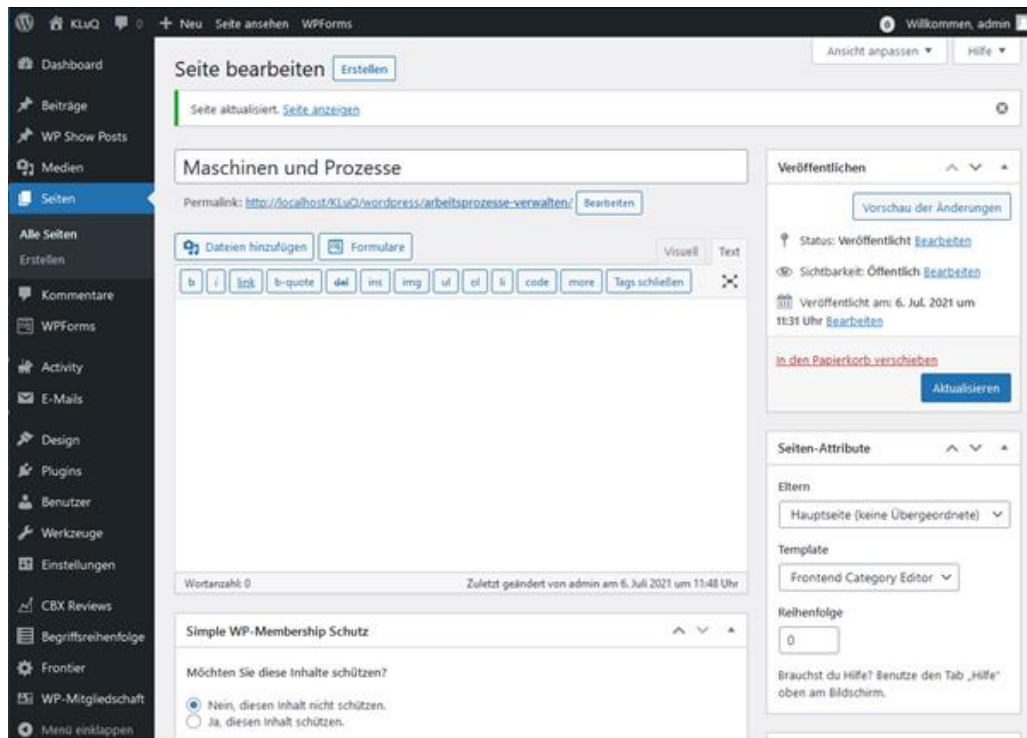 KLuQ 0 + Neu Seite ansehen WPForms 0 Willkommen, admin
Dashboard
Beiträge
WP Show Posts
Medien
Seiten
Alle Seiten
Erstellen
Kommentare
WPForms
Activity
E-Mails
Design
Plugins
Benutzer
Werkzeuge
Einstellungen
CBX Reviews
Begriffsreihenfolge
Frontier
WP-Mitgliedschaft
Menü einklappen
Ansicht anpassen Hilfe
Seite bearbeiten Erstellen
Seite aktualisiert. Seite anzeigen
Maschinen und Prozesse
Permalink: http://localhost/KLuQ/wordpress/arbeitsprozesse-verwalten/ Bearbeiten
Dateien hinzufügen Formulare Visuell Text
b i link b-quote del ins img ul ol li code more Tags schließen
Wortanzahl: 0 Zuletzt geändert von admin am 6. Juli 2021 um 11:48 Uhr
Simple WP-Membership Schutz
Möchten Sie diese Inhalte schützen?
Nein, diesen Inhalt nicht schützen.
Ja, diesen Inhalt schützen.
Veröffentlichen
Vorschau der Änderungen
Status: Veröffentlicht Bearbeiten
Sichtbarkeit: Öffentlich Bearbeiten
Veröffentlicht am: 6. Jul. 2021 um
11:31 Uhr Bearbeiten
In den Papierkorb verschieben
Aktualisieren
Seiten-Attribute
Eltern
Hauptseite (keine Übergeordnete)
Template
Frontend Category Editor
Reihenfolge
0
Brauchst du Hilfe? Benutze den Tab „Hilfe“
oben am Bildschirm.